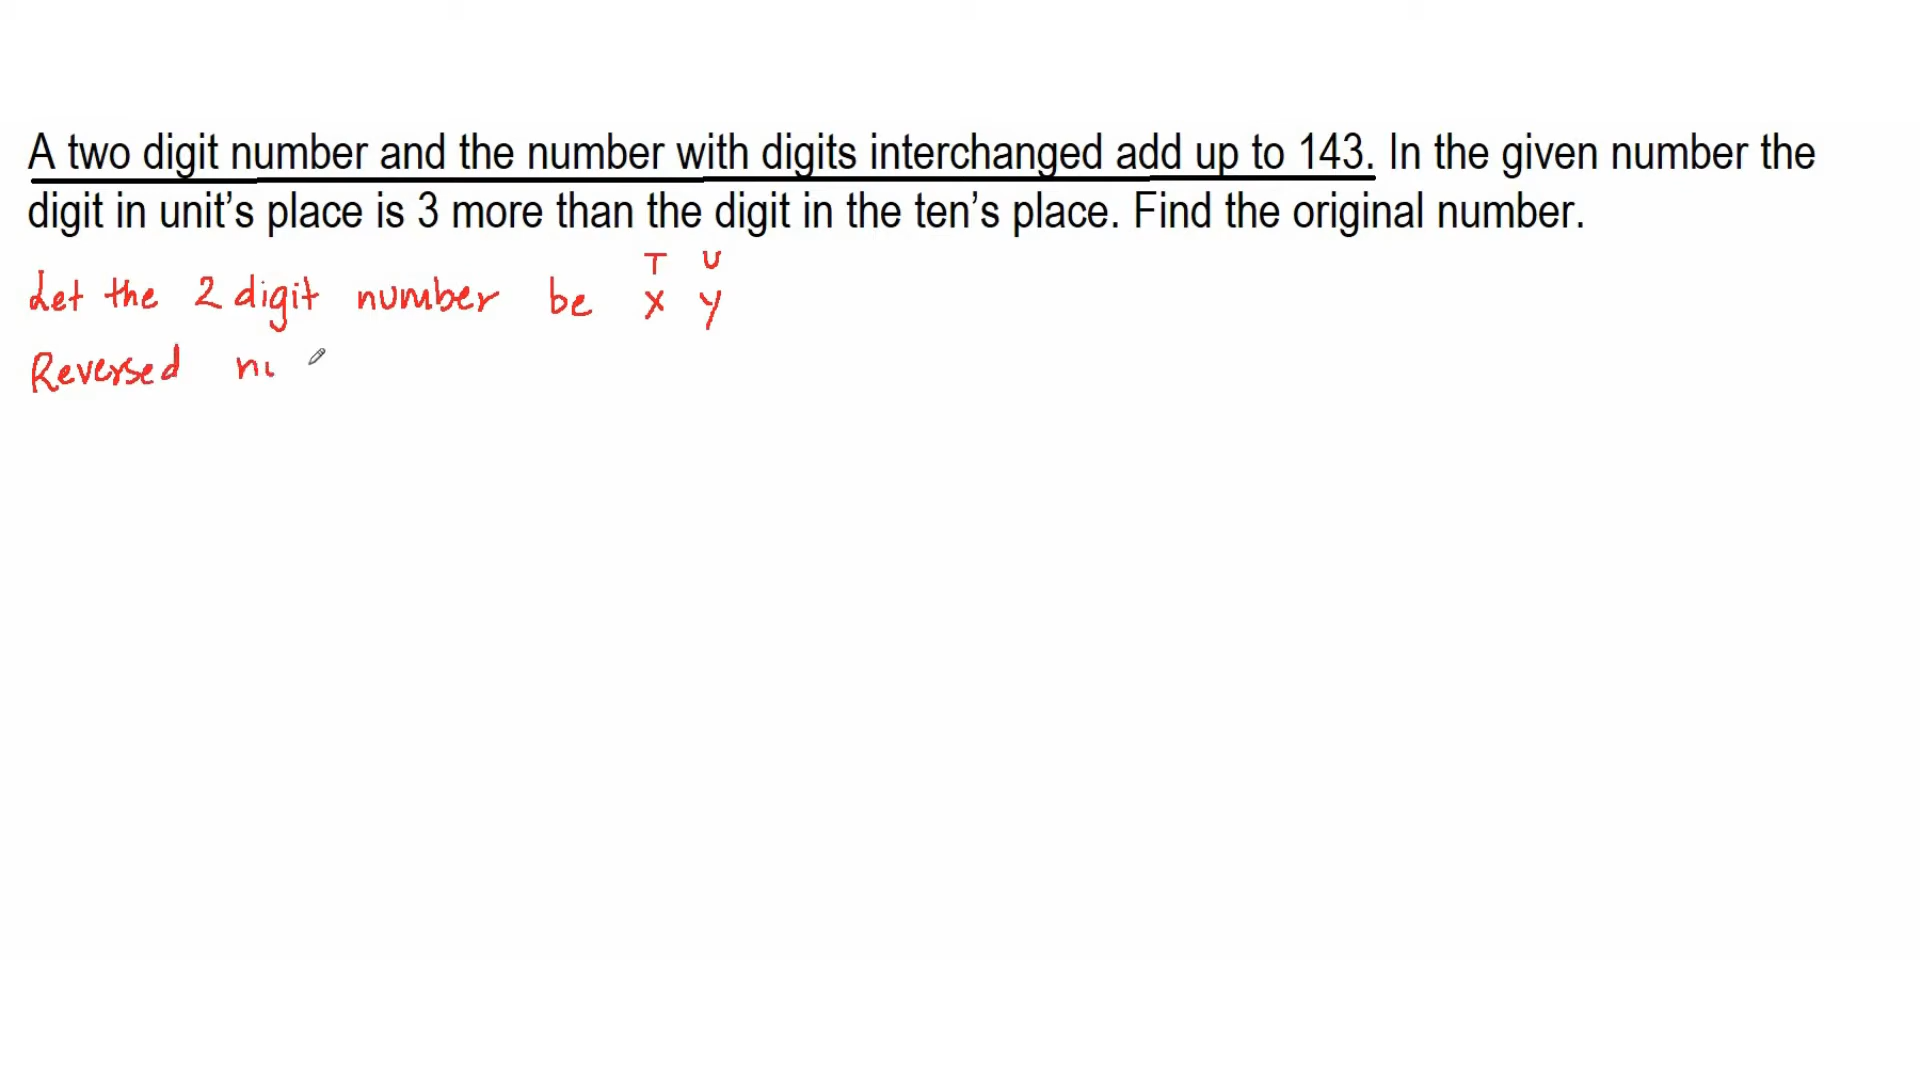 A two digit number and the number with digits interchanged add up to 143. In the given number the
digit in unit’s place is 3 more than the digit in the ten’s place. Find the original number.
T U
Let the 2 digit number be x y
Reversed